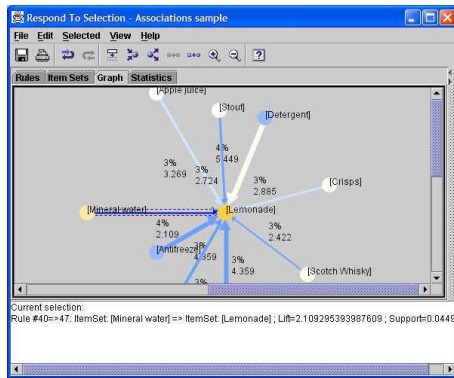 Respond To Selection - Associations sample
File Edit Selected View Help
Rules Item Sets Graph Statistics
[Apple juice]
[Stout]
[Detergent]
4%
5.449
3%
3.269
3%
2.724
3%
2.885
[Crisps]
[Mineral water]
[Lemonade]
4%
2.109
3%
2.422
[Antifreeze]
3%
4.359
3%
4.359
[Scotch Whisky]
3%
Current selection:
Rule #40=>47: ItemSet: [Mineral water] => ItemSet: [Lemonade] ; Lift=2.109295393987609 ; Support=0.0449